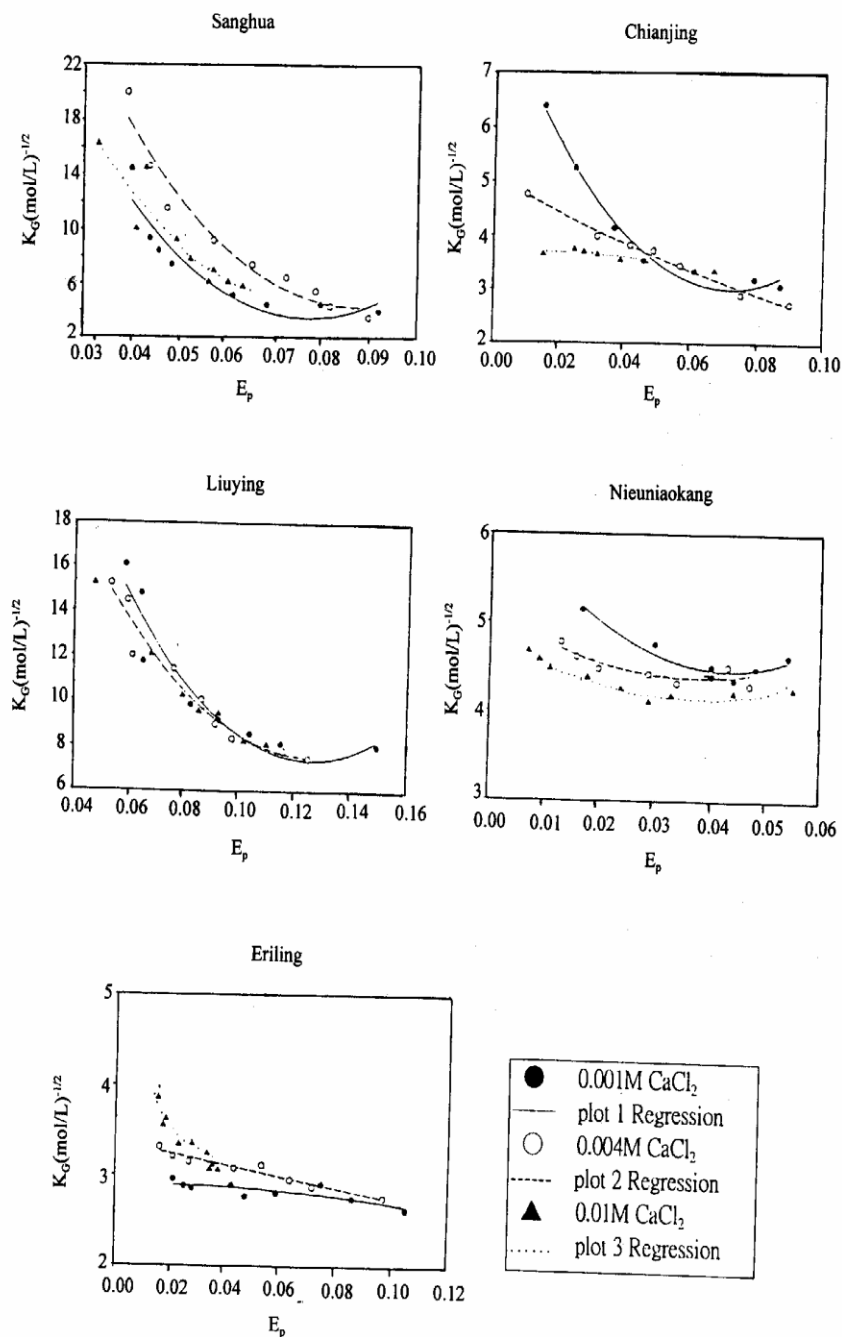 Sanghua
K_G(mol/L)^-1/2
22
18
14
10
6
2
0.03 0.04 0.05 0.06 0.07 0.08 0.09 0.10
E_p
Chianjing
K_G(mol/L)^-1/2
7
6
5
4
3
2
0.00 0.02 0.04 0.06 0.08 0.10
E_p
Liuying
K_G(mol/L)^-1/2
18
16
14
12
10
8
6
0.04 0.06 0.08 0.10 0.12 0.14 0.16
E_p
Nieuniaokang
K_G(mol/L)^-1/2
6
5
4
3
0.00 0.01 0.02 0.03 0.04 0.05 0.06
E_p
Eriling
K_G(mol/L)^-1/2
5
4
3
2
0.00 0.02 0.04 0.06 0.08 0.10 0.12
E_p
0.001M CaCl₂
plot 1 Regression
0.004M CaCl₂
plot 2 Regression
0.01M CaCl₂
plot 3 Regression